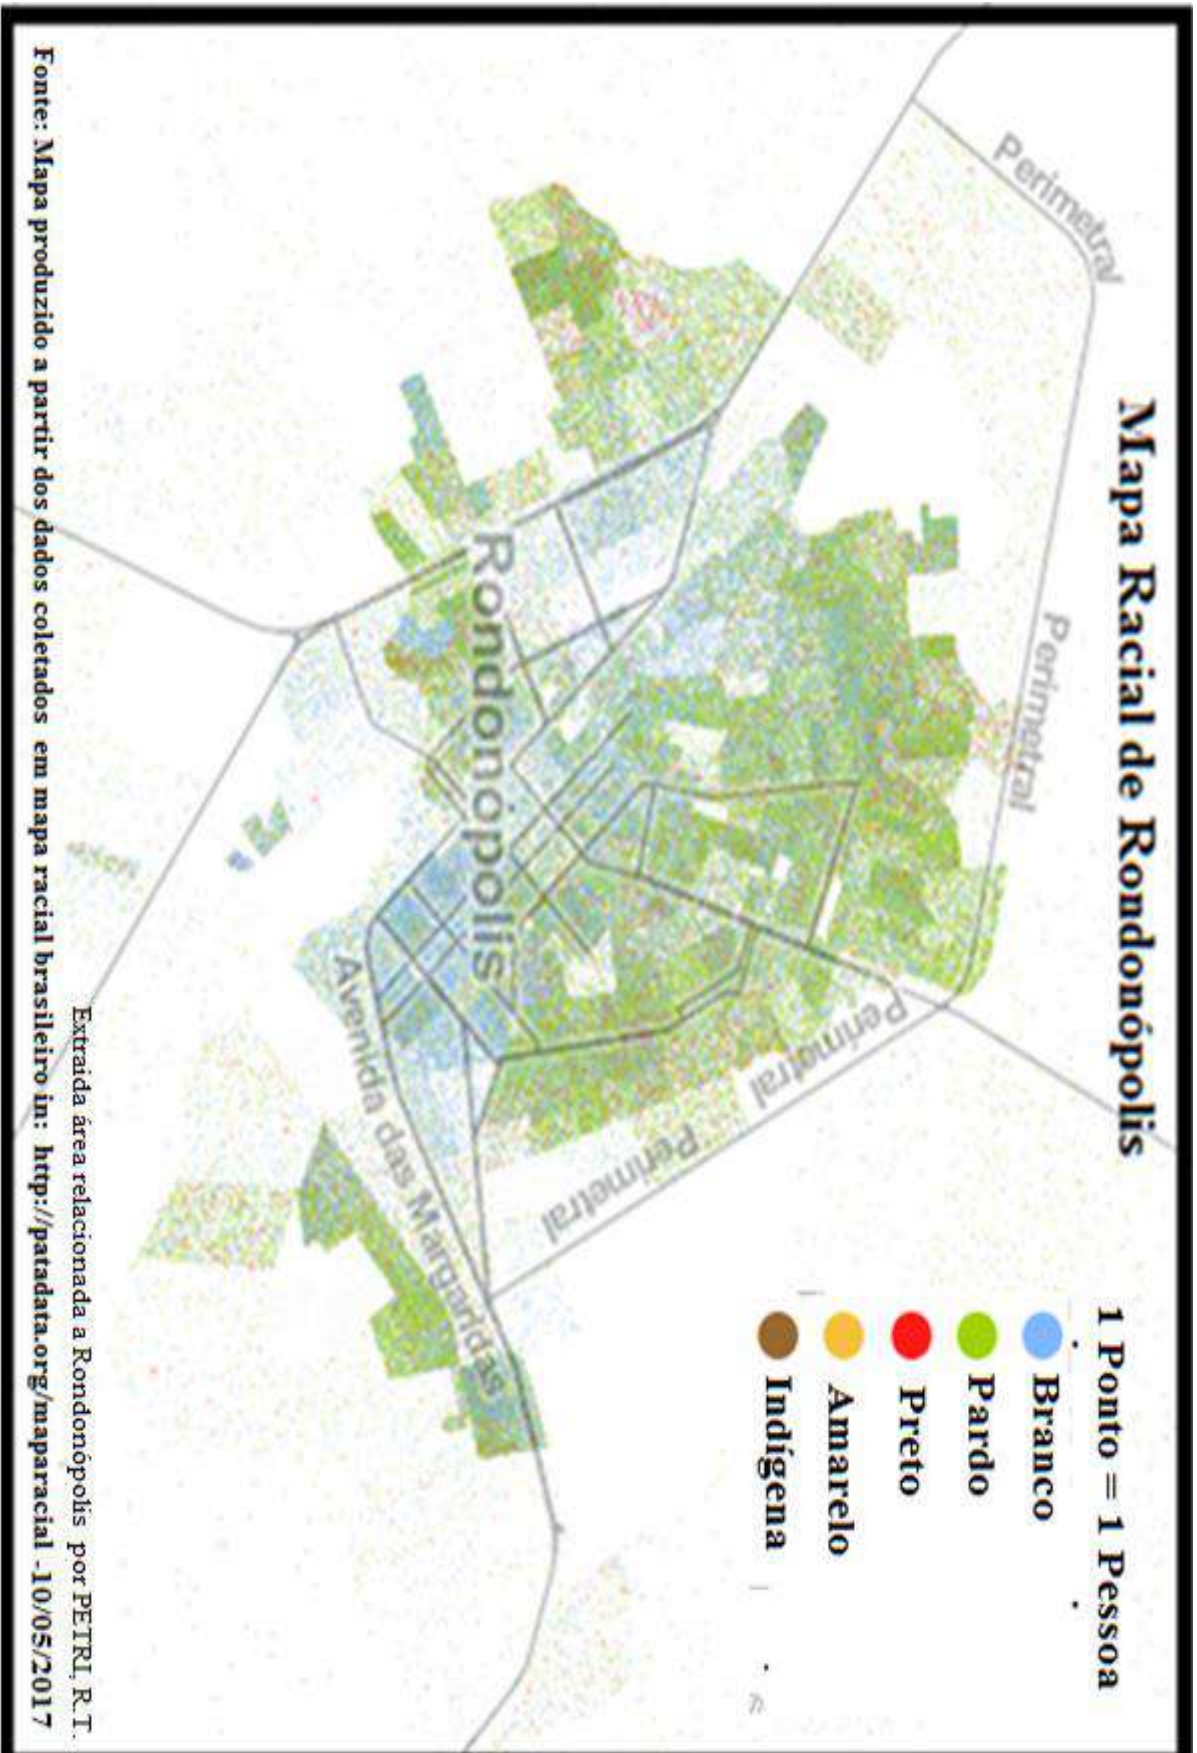 Mapa Racial de Rondonópolis
1 Ponto = 1 Pessoa
Branco
Pardo
Preto
Amarelo
Indígena
Perimetral
Perimetral
Perimetral
Perimetral
Rondonópolis
Avenida das Margaridas
Extraida área relacionada a Rondonópolis por PETRI, R.T.
Fonte: Mapa produzido a partir dos dados coletados em mapa racial brasileiro in: http://patadata.org/maparacial -10/05/2017